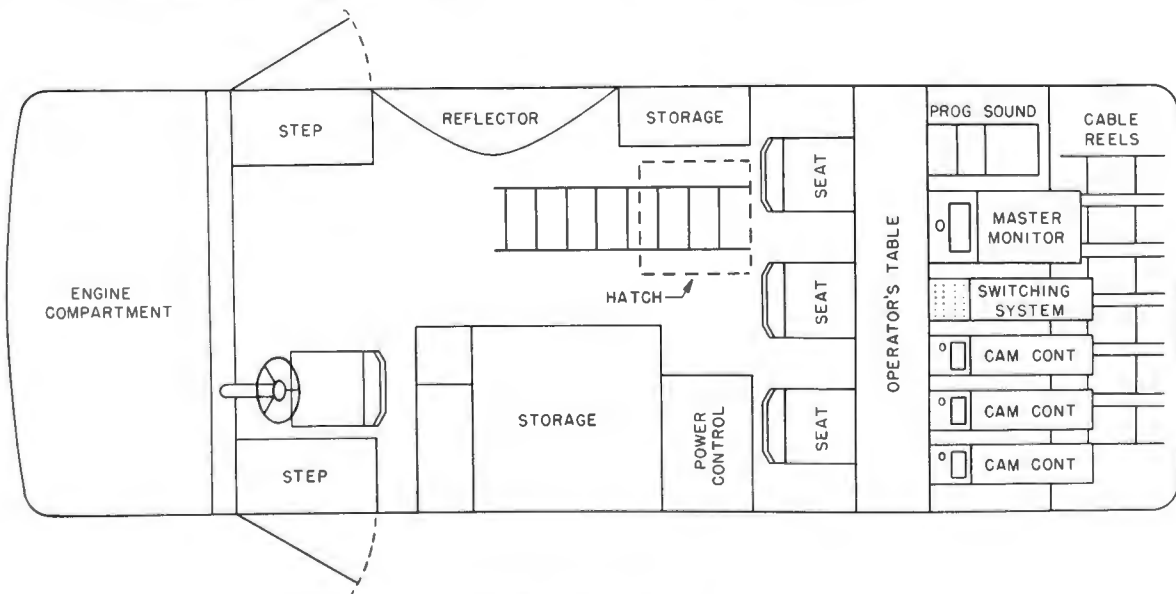 ENGINE
COMPARTMENT
STEP
REFLECTOR
STORAGE
HATCH
STEP
STORAGE
POWER
CONTROL
SEAT
SEAT
SEAT
OPERATOR'S TABLE
PROG SOUND
CABLE
REELS
MASTER
MONITOR
SWITCHING
SYSTEM
CAM CONT
CAM CONT
CAM CONT